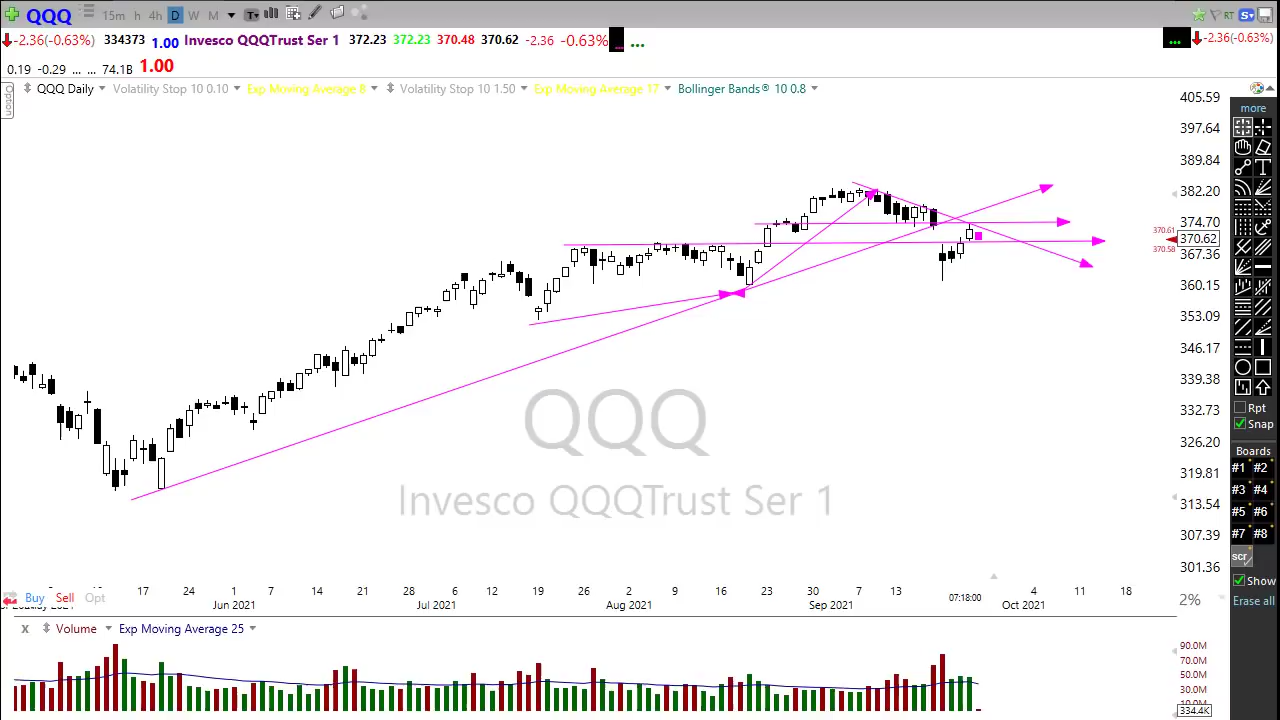 QQQ 15m h 4h D W M T RT S
-2.36(-0.63%) 334373 1.00 Invesco QQQTrust Ser 1 372.23 372.23 370.48 370.62 -2.36 -0.63% ... ... -2.36(-0.63%)
0.19 -0.29 ... ... 74.1B 1.00
Option
QQQ Daily Volatility Stop 10 0.10 Exp Moving Average 8 Volatility Stop 10 1.50 Exp Moving Average 17 Bollinger Bands® 10 0.8
405.59
397.64
389.84
382.20
374.70
370.61
370.62
370.58
367.36
360.15
353.09
346.17
339.38
332.73
326.20
319.81
313.54
307.39
301.36
QQQ
Invesco QQQTrust Ser 1
more
Rpt
Snap
Boards
#1 #2
#3 #4
#5 #6
#7 #8
scr
Show
Erase all
17 24 1 7 14 21 28 6 12 19 26 2 9 16 23 30 7 13 07:18:00 4 11 18
Buy Sell Opt
Jun 2021 Jul 2021 Aug 2021 Sep 2021 Oct 2021
2%
x Volume Exp Moving Average 25
90.0M
70.0M
50.0M
30.0M
334.4K